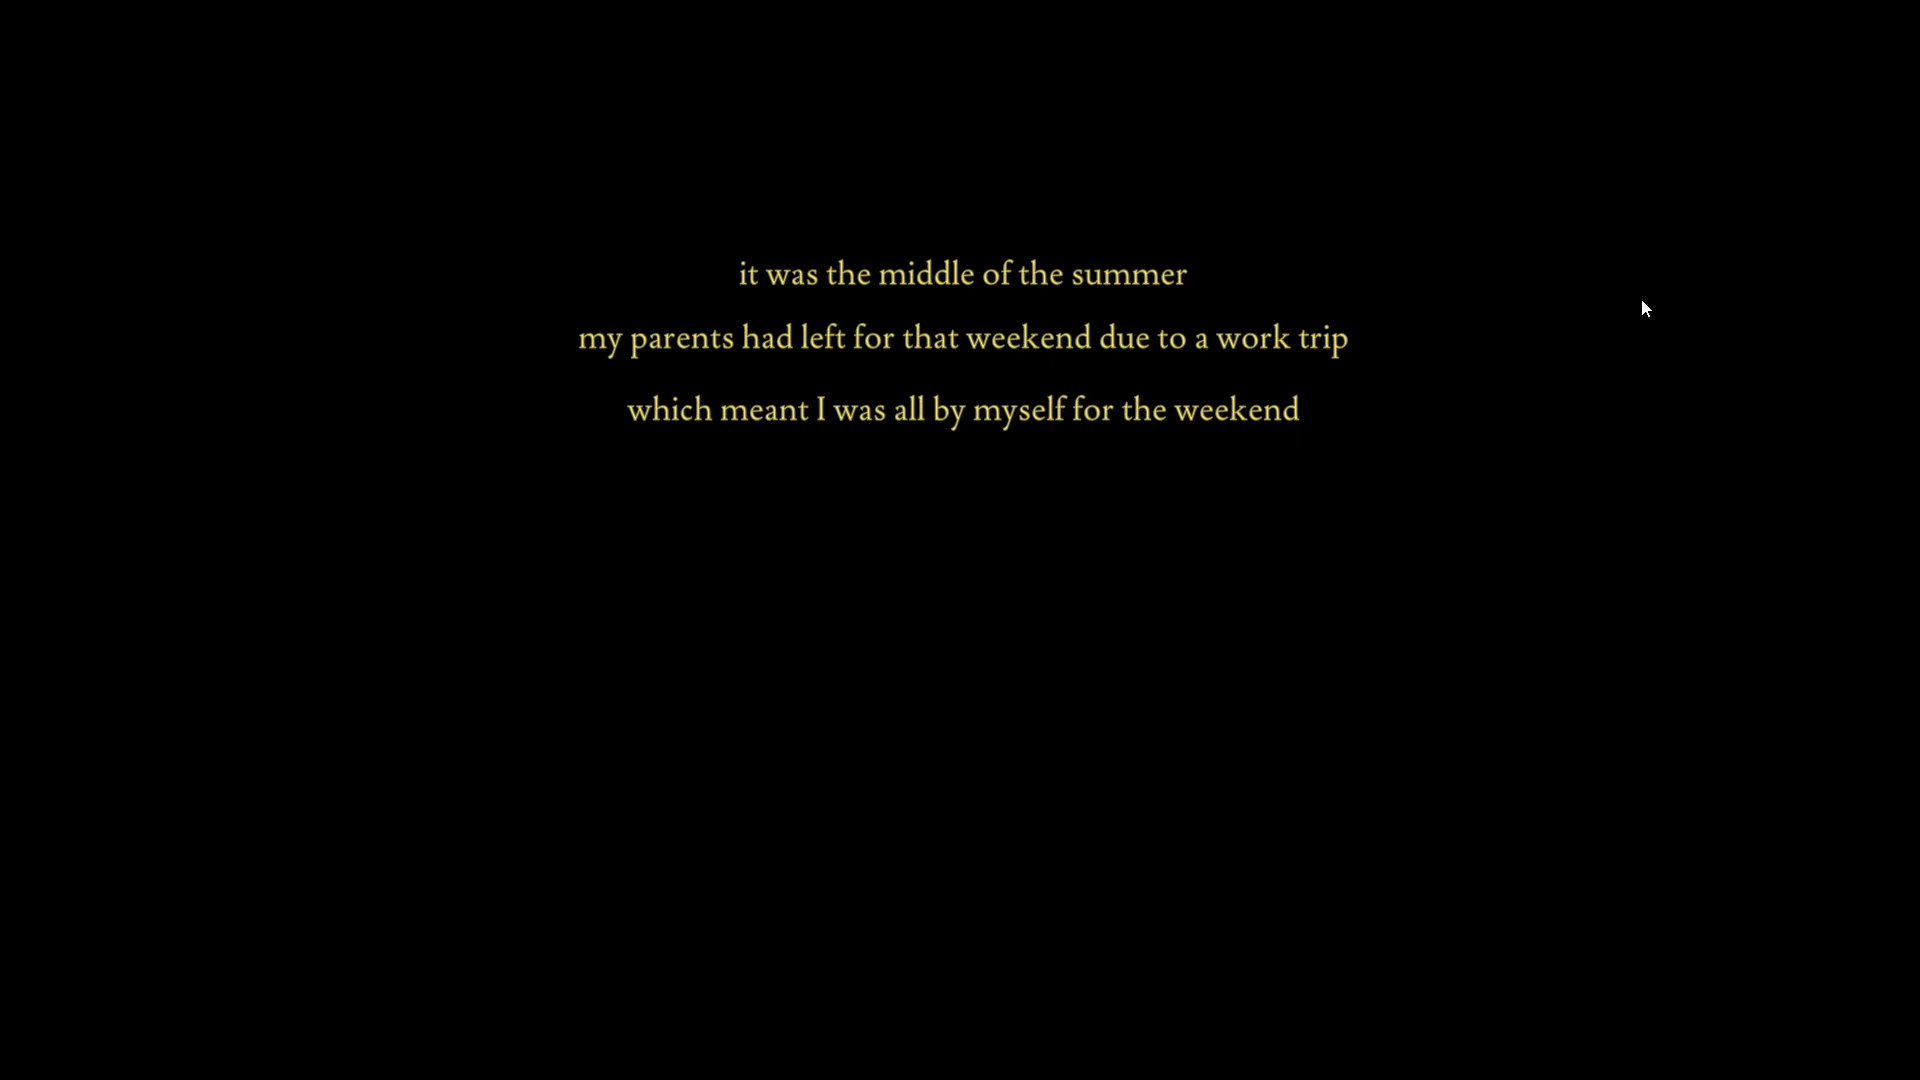 it was the middle of the summer
my parents had left for that weekend due to a work trip
which meant I was all by myself for the weekend